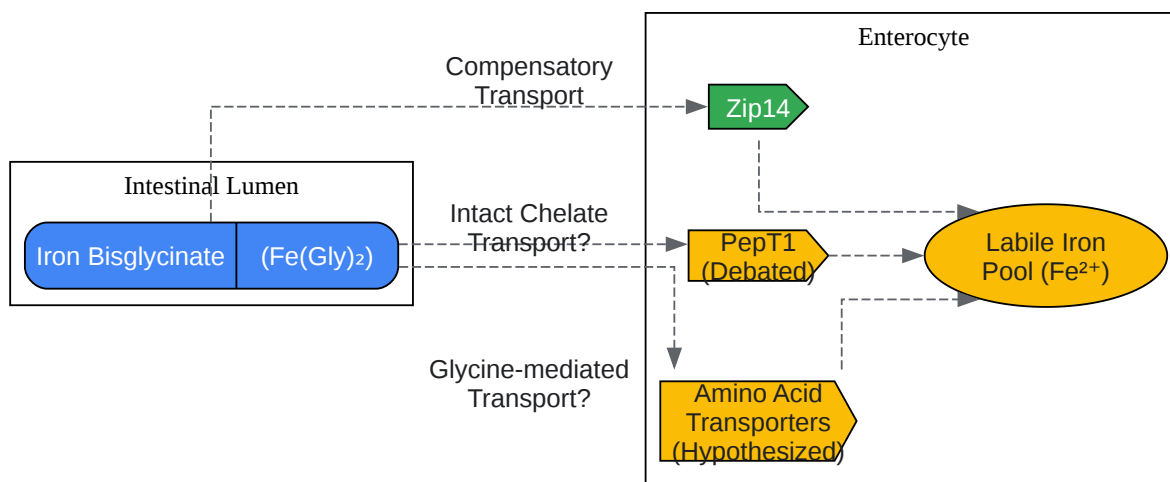 Enterocyte
Compensatory
Transport
Zip14
Intestinal Lumen
Iron Bisglycinate
(Fe(Gly)₂)
Intact Chelate
Transport?
PepT1
(Debated)
Labile Iron
Pool (Fe²⁺)
Glycine-mediated
Transport?
Amino Acid
Transporters
(Hypothesized)